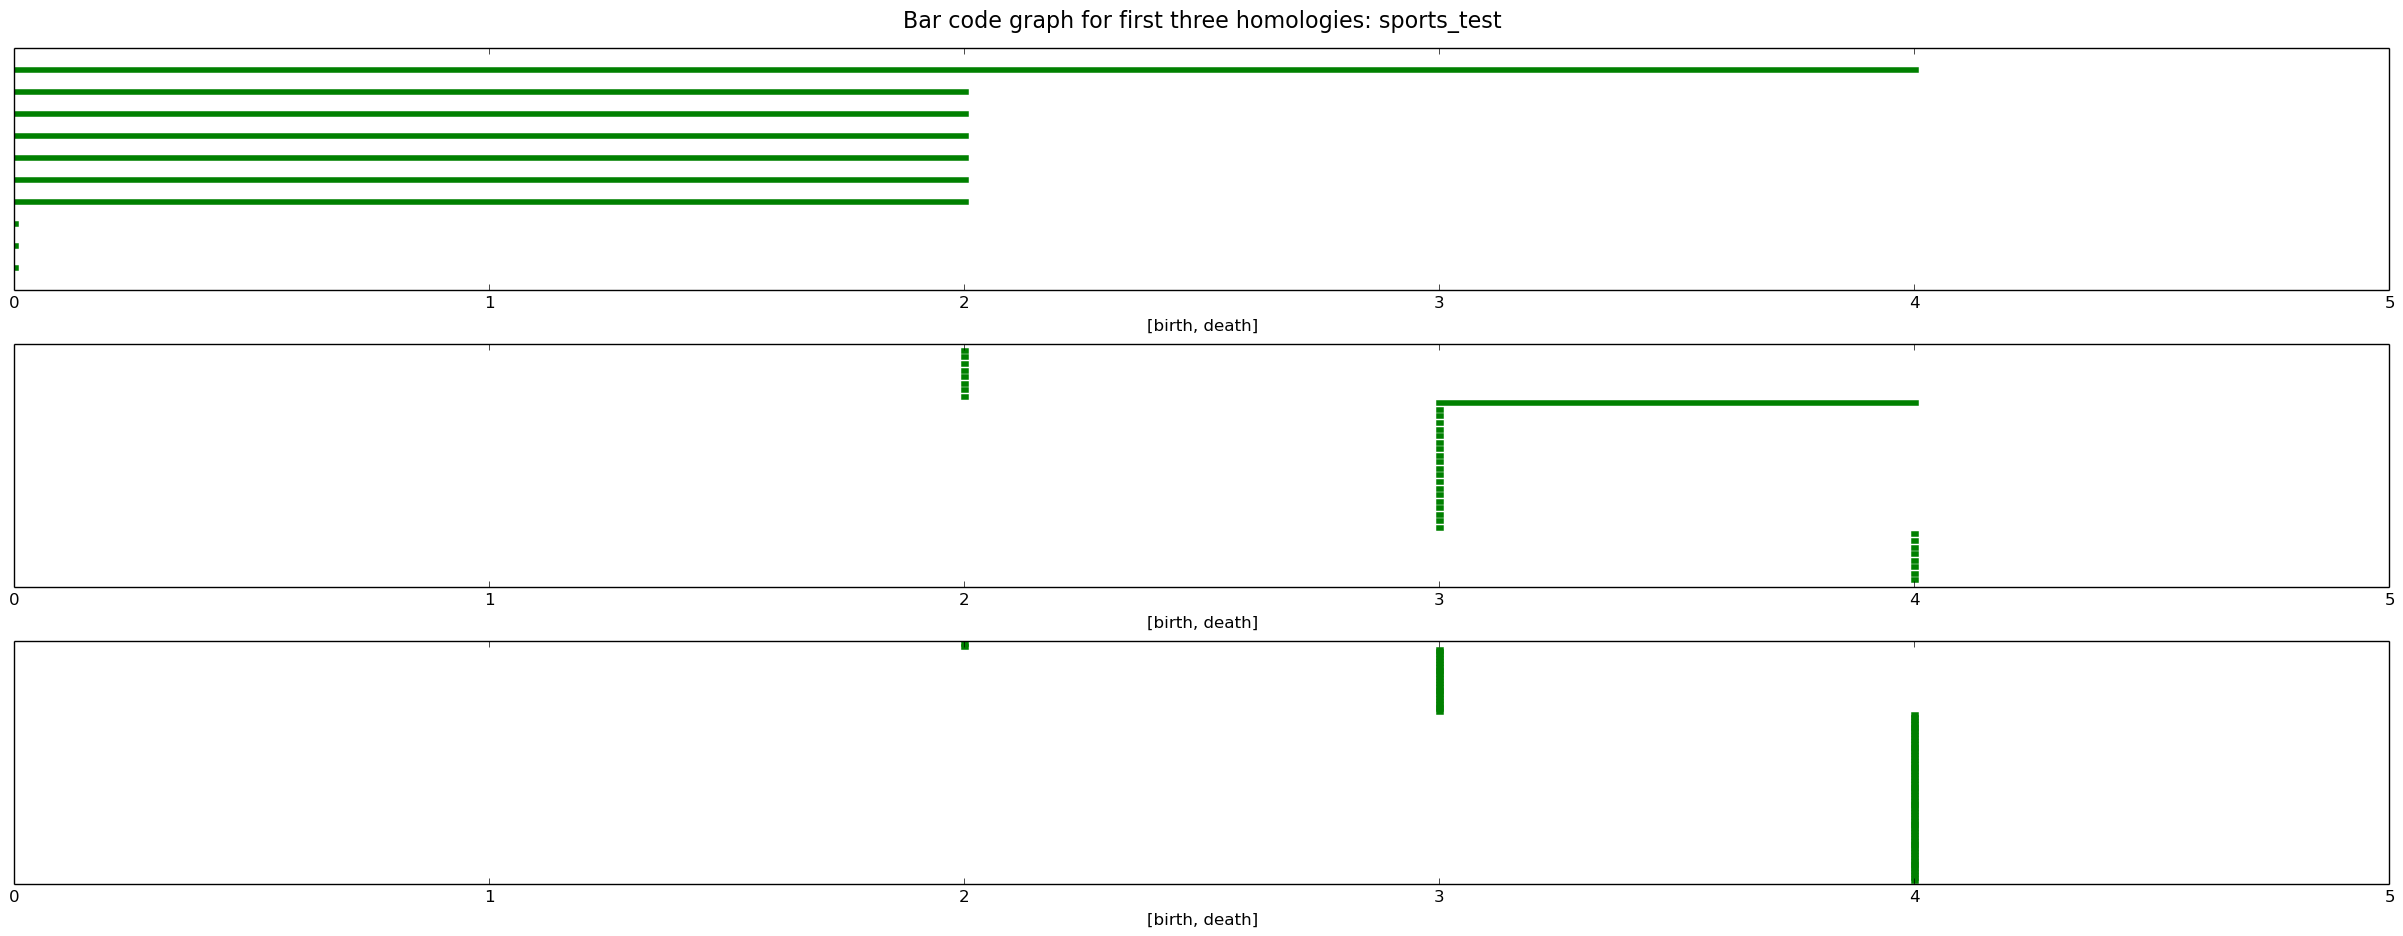 Bar code graph for first three homologies: sports_test
0 1 2 3 4 5
[birth, death]
0 1 2 3 4 5
[birth, death]
0 1 2 3 4 5
[birth, death]